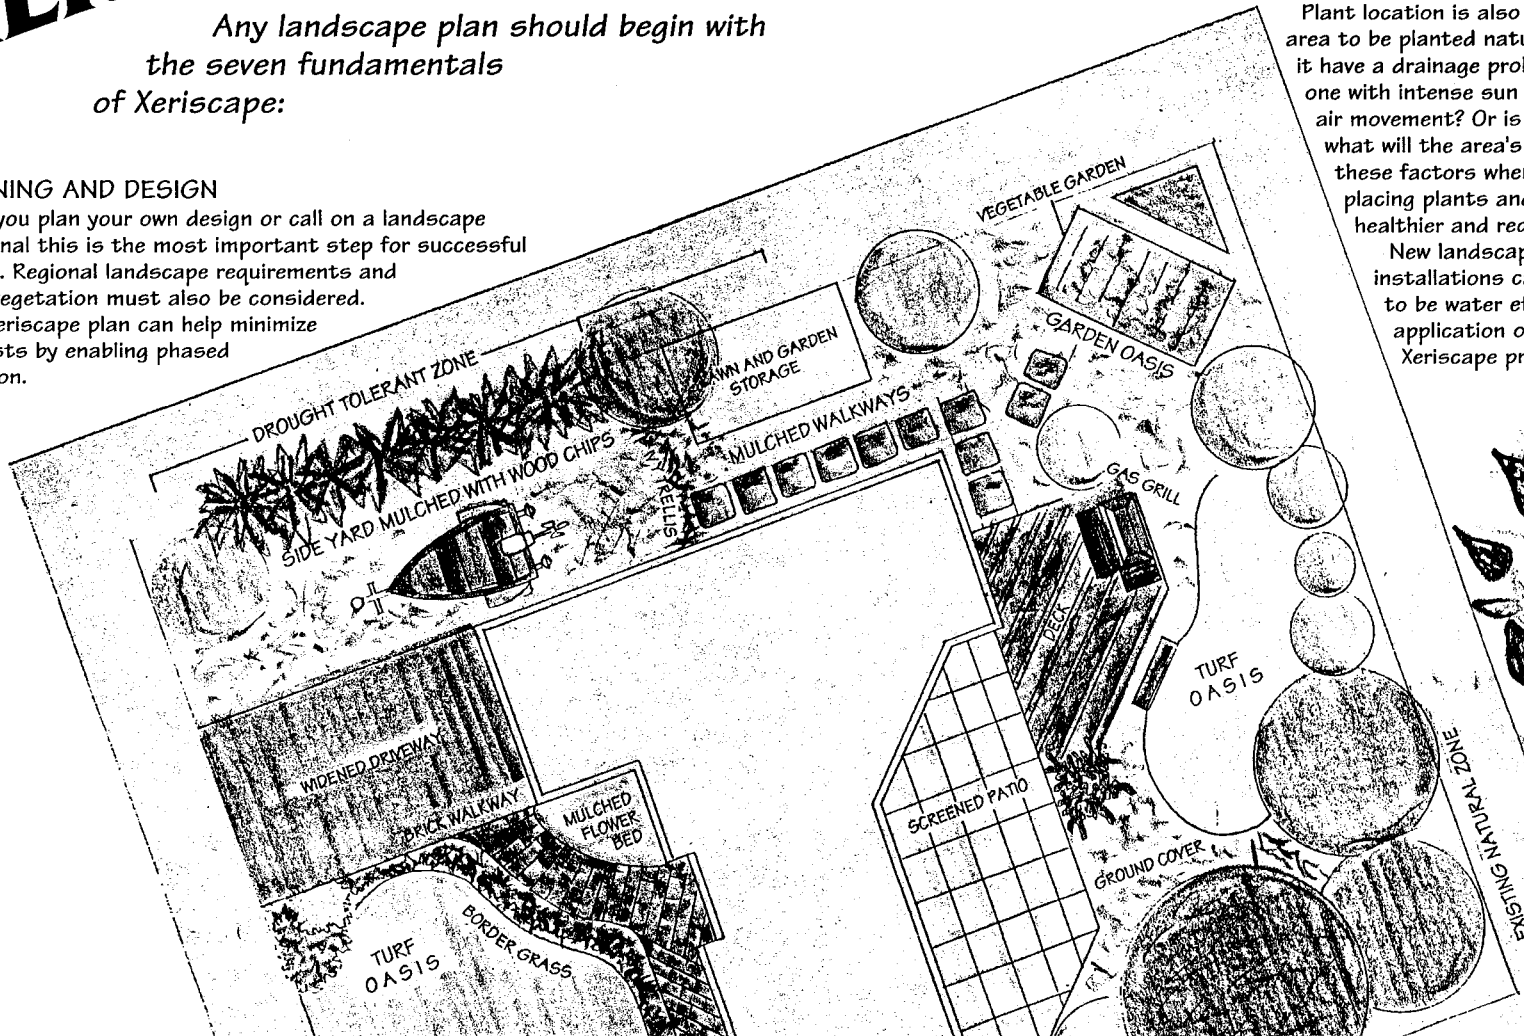 Any landscape plan should begin with
the seven fundamentals
of Xeriscape:
NING AND DESIGN
you plan your own design or call on a landscape
nal this is the most important step for successful
. Regional landscape requirements and
egetation must also be considered.
eriscape plan can help minimize
sts by enabling phased
on.
Plant location is also
area to be planted natu
it have a drainage prob
one with intense sun
air movement? Or is
what will the area's
these factors when
placing plants and
healthier and red
New landscap
installations c
to be water ef
application o
Xeriscape pr
VEGETABLE GARDEN
GARDEN OASIS
DROUGHT TOLERANT ZONE
LAWN AND GARDEN
STORAGE
MULCHED WALKWAYS
SIDE YARD MULCHED WITH WOOD CHIPS
TRELLIS
GAS GRILL
DECK
TURF
OASIS
WIDENED DRIVEWAY
BRICK WALKWAY
MULCHED
FLOWER
BED
SCREENED PATIO
GROUND COVER
EXISTING NATURAL ZONE
BORDER GRASS
TURF
OASIS